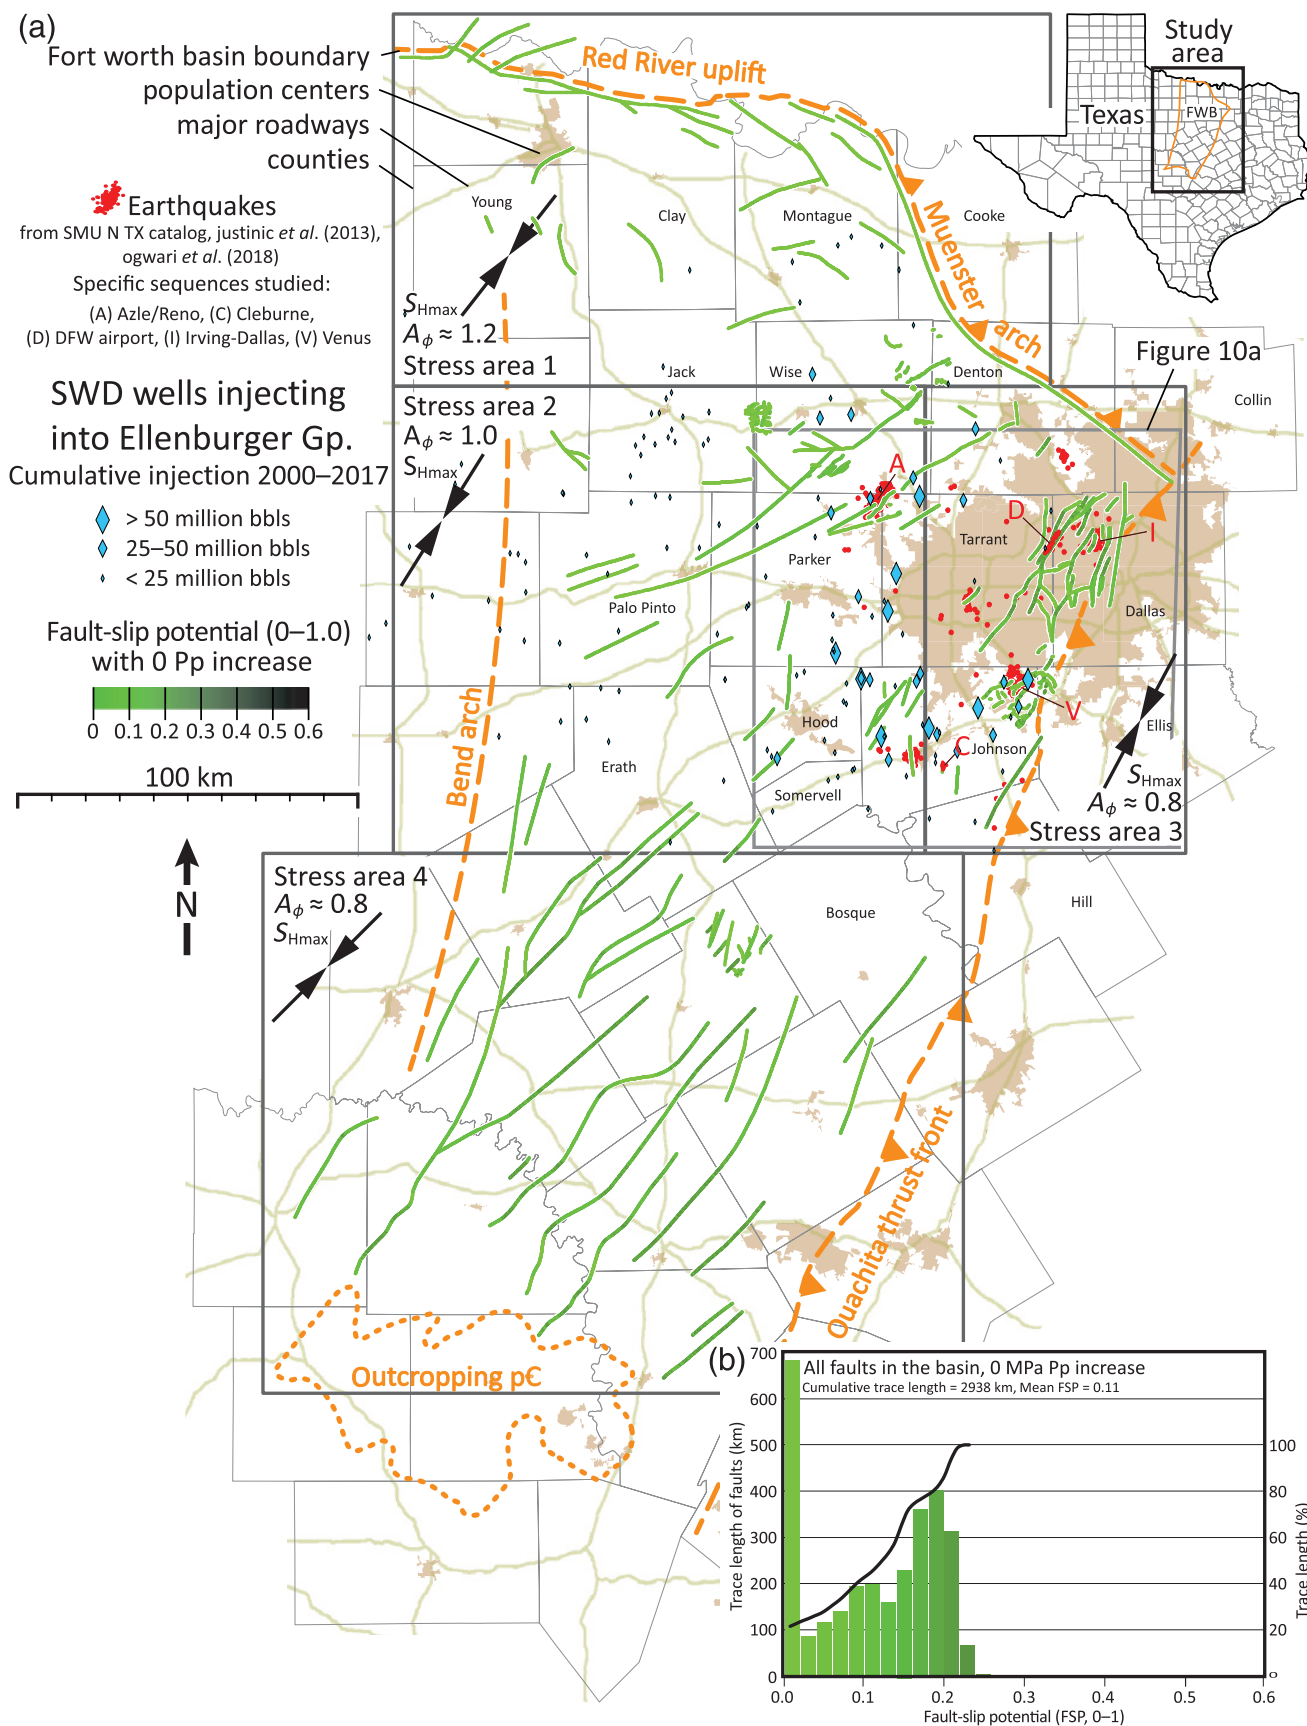 (a)
Fort worth basin boundary
population centers
major roadways
counties
Earthquakes
from SMU N TX catalog, justinic et al. (2013),
ogwari et al. (2018)
Specific sequences studied:
(A) Azle/Reno, (C) Cleburne,
(D) DFW airport, (I) Irving-Dallas, (V) Venus
SWD wells injecting
into Ellenburger Gp.
Cumulative injection 2000–2017
> 50 million bbls
25–50 million bbls
< 25 million bbls
Fault-slip potential (0–1.0)
with 0 Pp increase
0 0.1 0.2 0.3 0.4 0.5 0.6
100 km
N
Red River uplift
Muenster arch
Study
area
Texas
FWB
Young
Clay
Montague
Cooke
SHmax
Aϕ ≈ 1.2
Stress area 1
Jack
Wise
Denton
Figure 10a
Collin
Stress area 2
Aϕ ≈ 1.0
SHmax
A
D
I
Tarrant
Parker
Palo Pinto
Dallas
Bend arch
Hood
V
Ellis
C
Johnson
Erath
Somervell
SHmax
Aϕ ≈ 0.8
Stress area 3
Stress area 4
Aϕ ≈ 0.8
SHmax
Bosque
Hill
Ouachita thrust front
Outcropping pЄ
(b)
All faults in the basin, 0 MPa Pp increase
Cumulative trace length = 2938 km, Mean FSP = 0.11
Trace length of faults (km)
700
600
500
400
300
200
100
0
100
80
60
40
20
0
Trace length (%)
0.0 0.1 0.2 0.3 0.4 0.5 0.6
Fault-slip potential (FSP, 0–1)